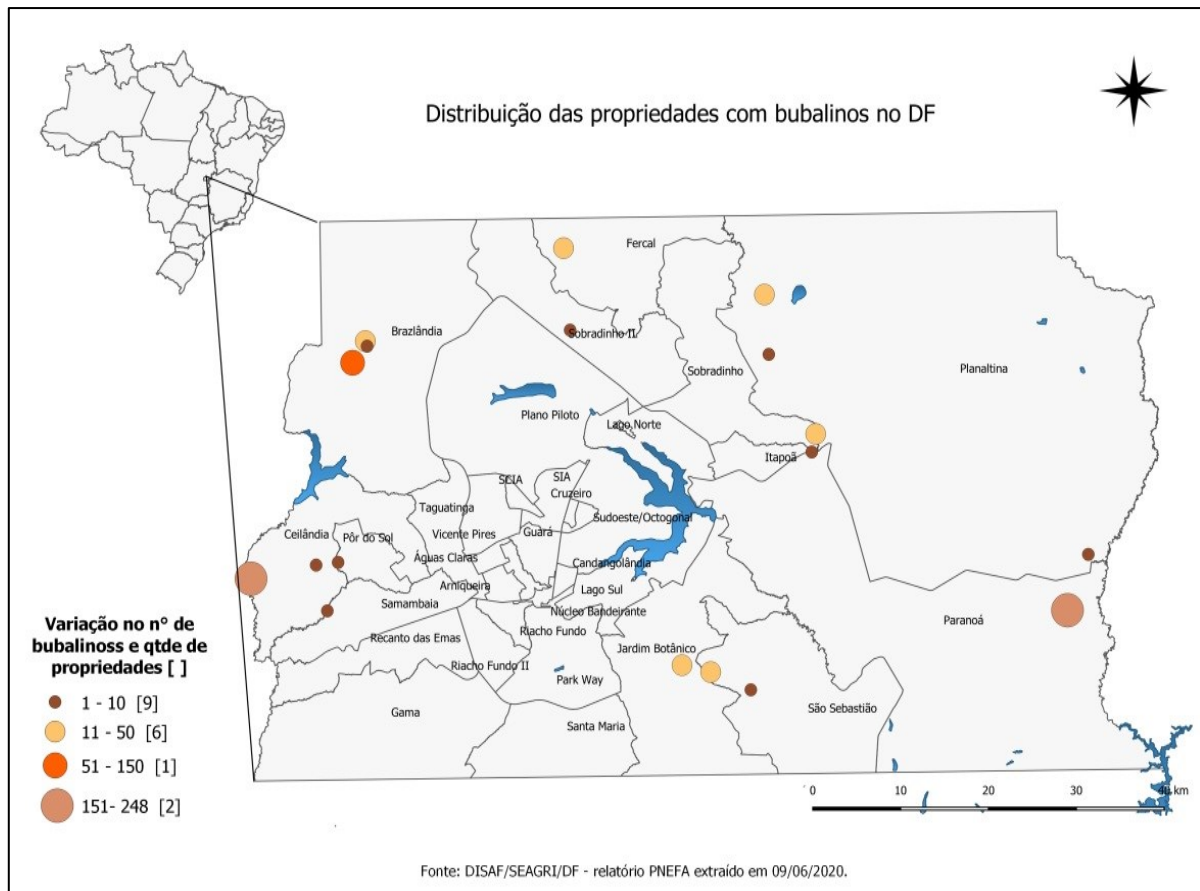 Distribuição das propriedades com bubalinos no DF
Fercal
Brazlândia
Sobradinho II
Sobradinho
Planaltina
Plano Piloto
Lago Norte
Itapoã
SCIA
SIA
Cruzeiro
Taguatinga
Sudoeste/Octogonal
Ceilândia
Pôr do Sol
Vicente Pires
Guará
Águas Claras
Candangolândia
Arniqueira
Lago Sul
Samambaia
Núcleo Bandeirante
Paranoá
Recanto das Emas
Riacho Fundo
Jardim Botânico
Riacho Fundo II
Park Way
Gama
Santa Maria
São Sebastião
Variação no n° de
bubalinoss e qtde de
propriedades [ ]
1 - 10 [9]
11 - 50 [6]
51 - 150 [1]
151- 248 [2]
0 10 20 30 40 km
Fonte: DISAF/SEAGRI/DF - relatório PNEFA extraído em 09/06/2020.